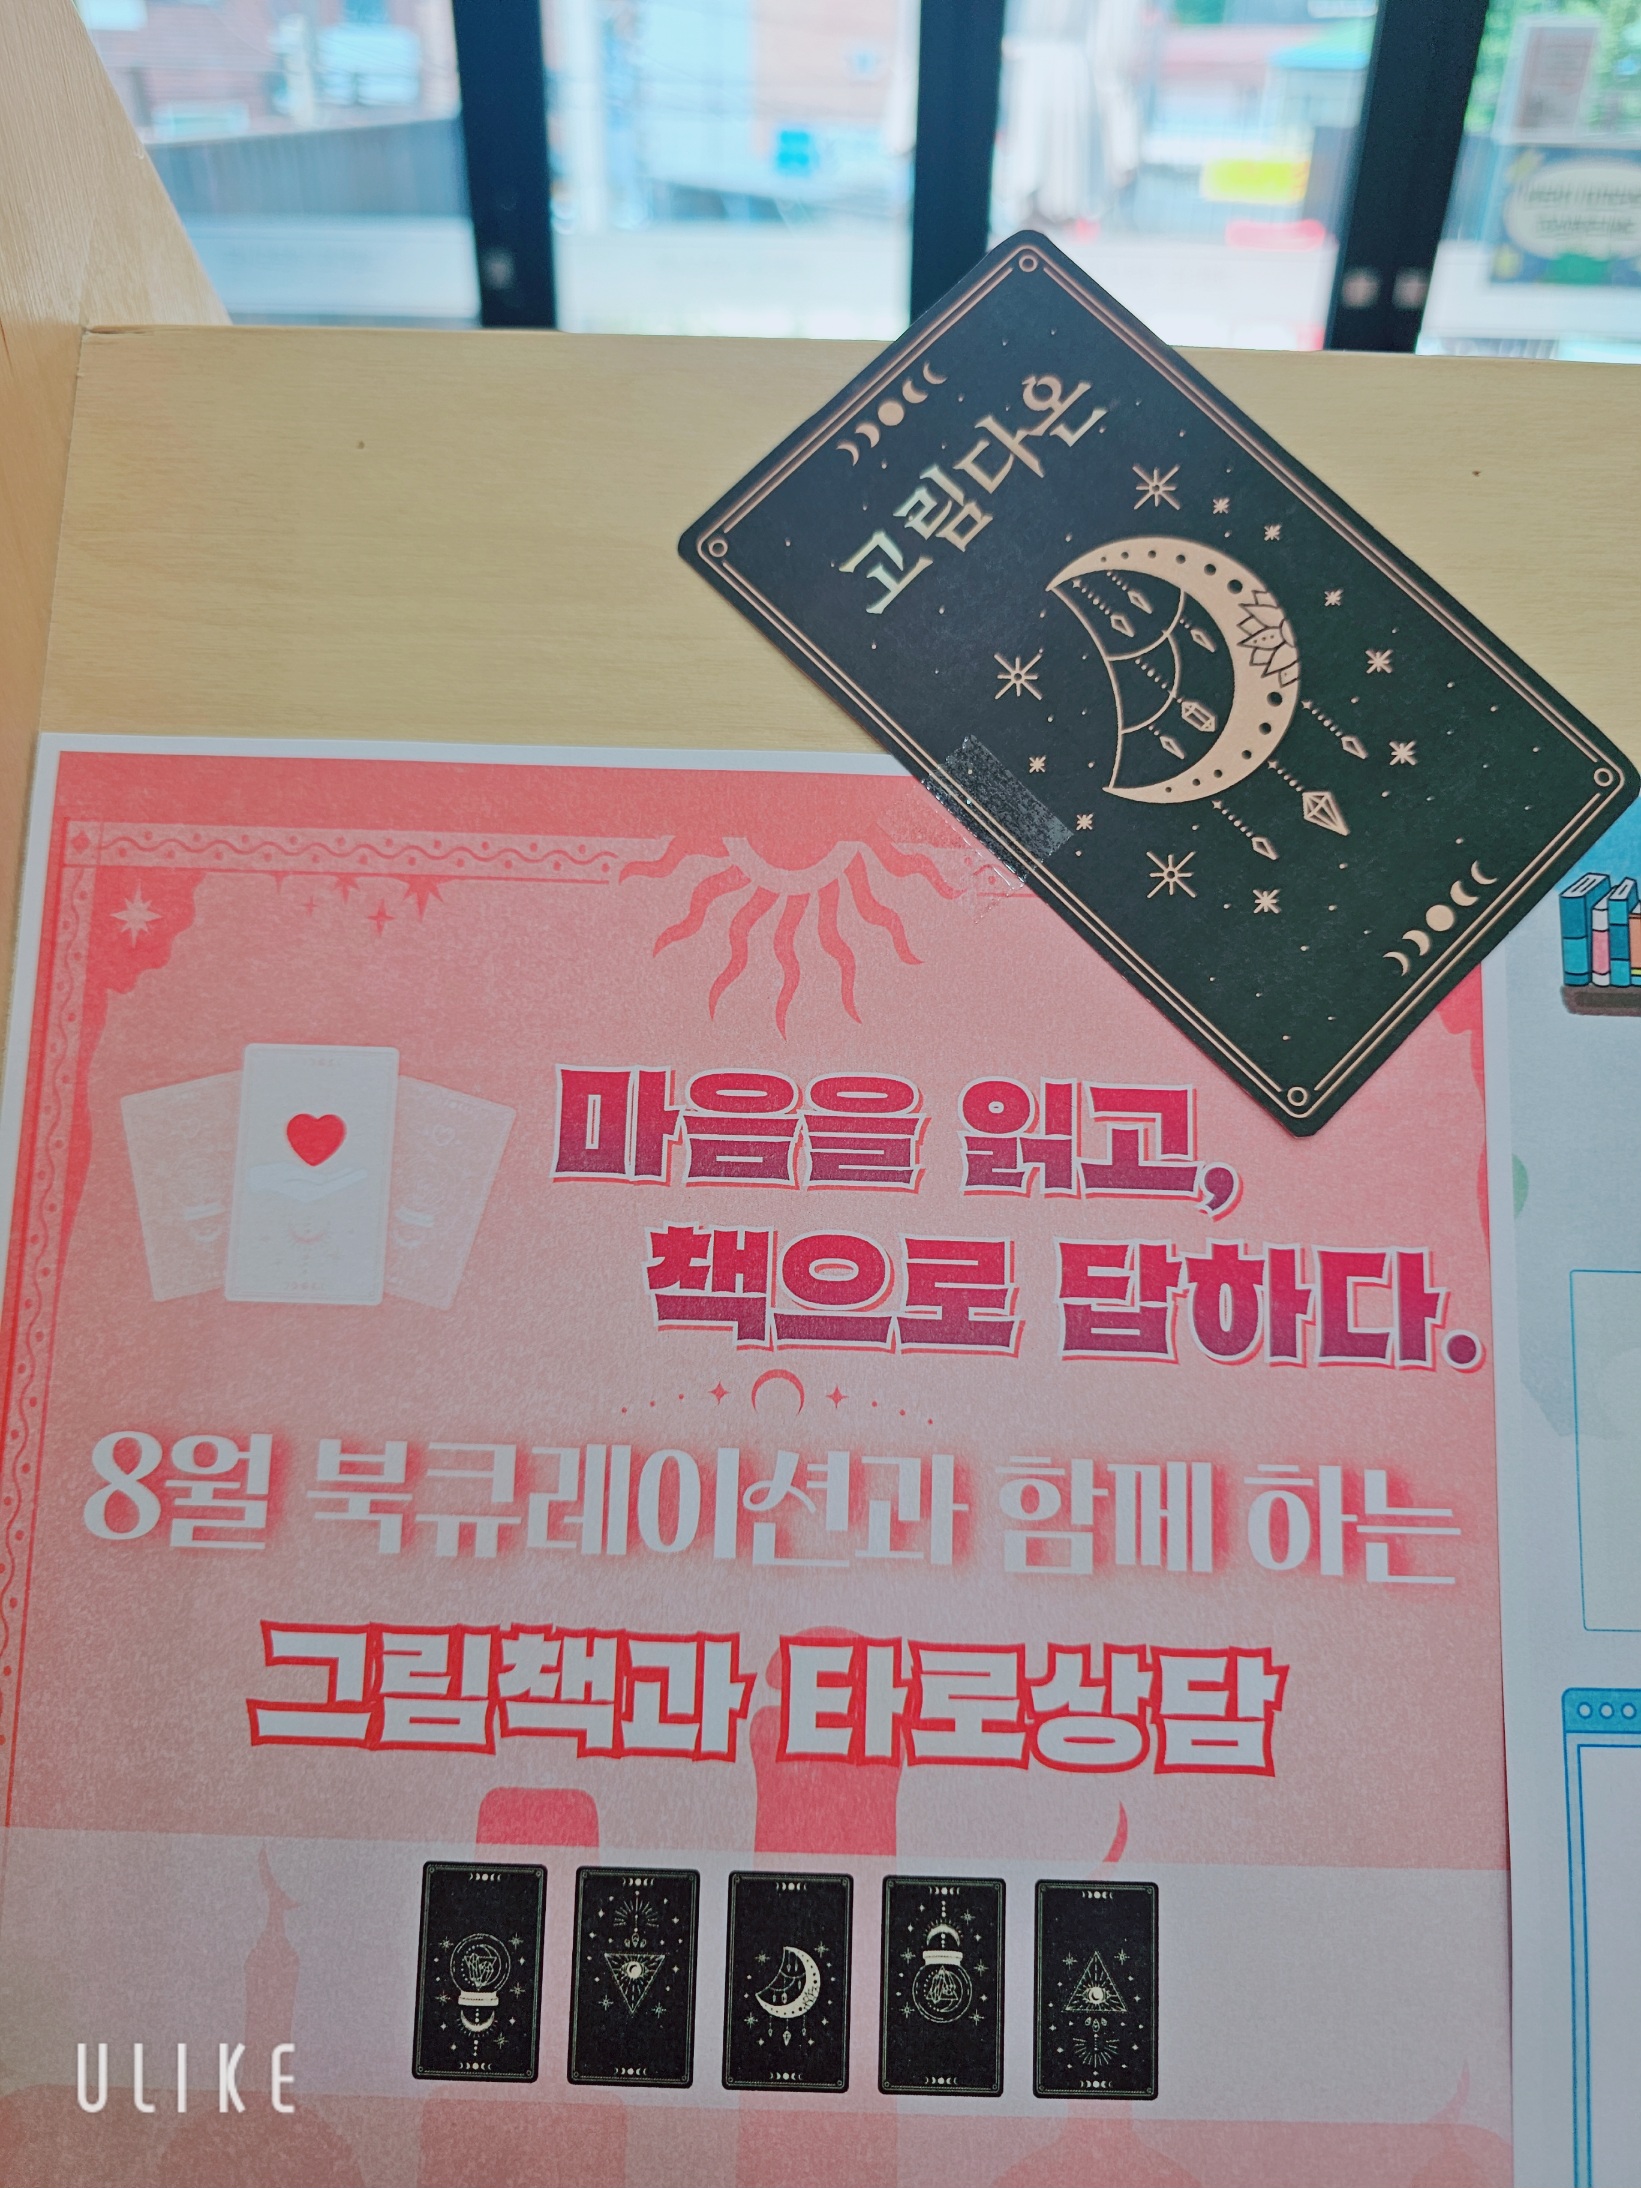 고림다온
마음을 읽고,
책으로 답하다.
8월 북큐레이션과 함께 하는
그림책과 타로상담
ULIKE